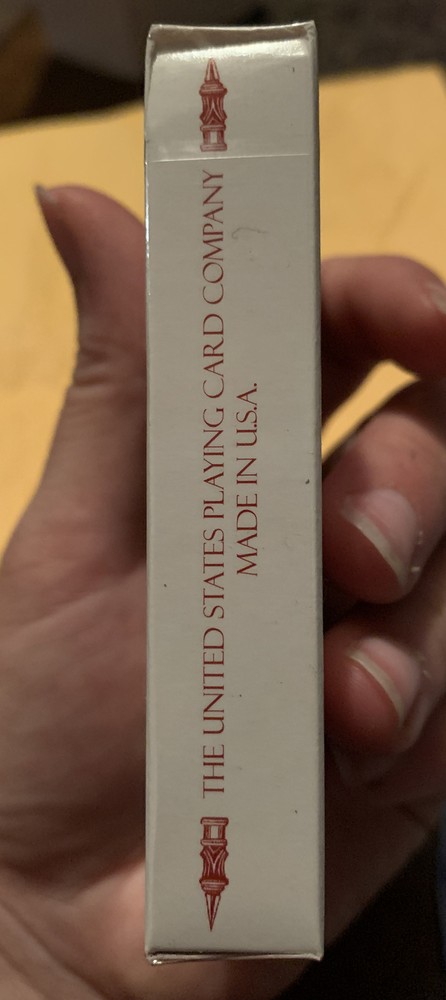 THE UNITED STATES PLAYING CARD COMPANY
MADE IN U.S.A.